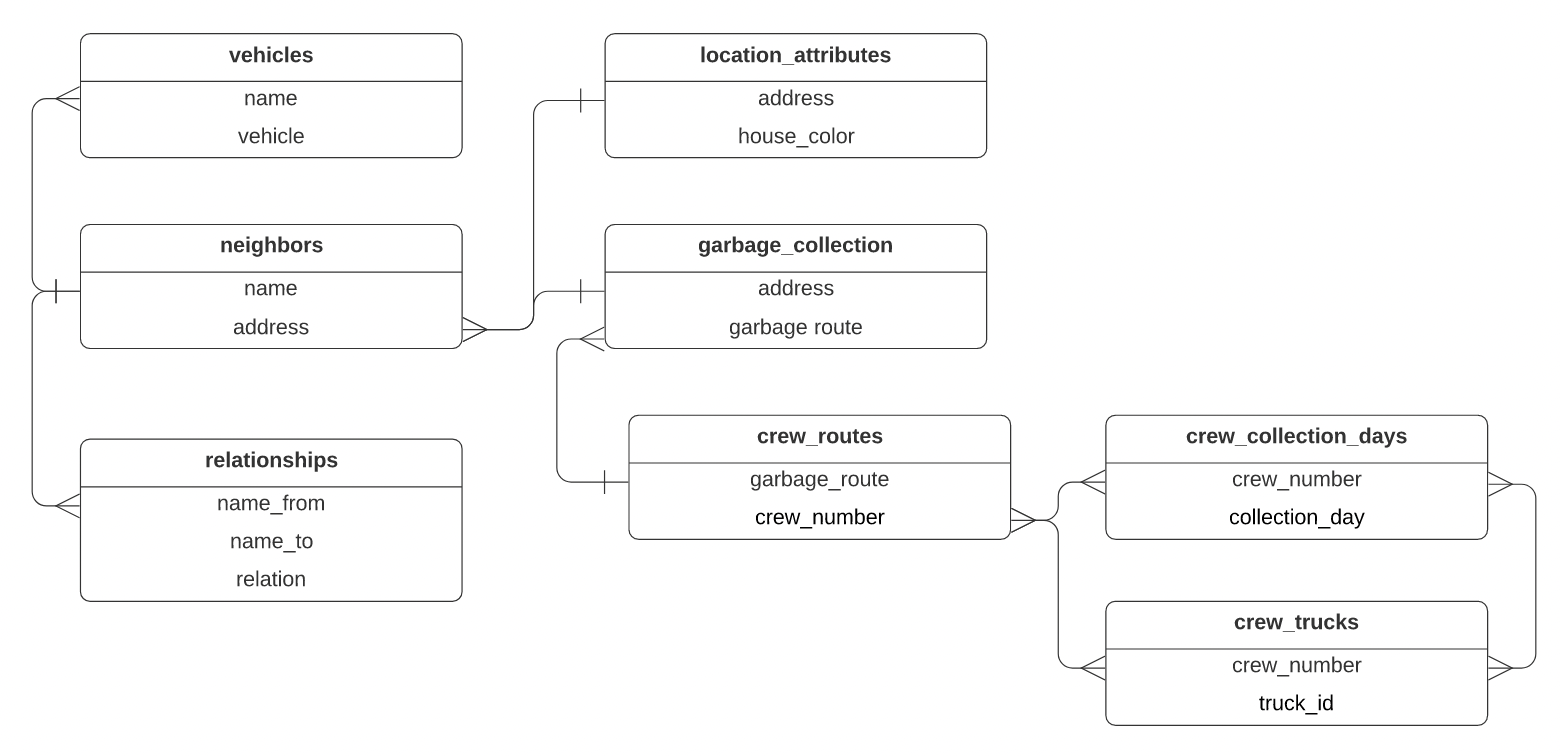 vehicles
name
vehicle
location_attributes
address
house_color
neighbors
name
address
garbage_collection
address
garbage route
relationships
name_from
name_to
relation
crew_routes
garbage_route
crew_number
crew_collection_days
crew_number
collection_day
crew_trucks
crew_number
truck_id